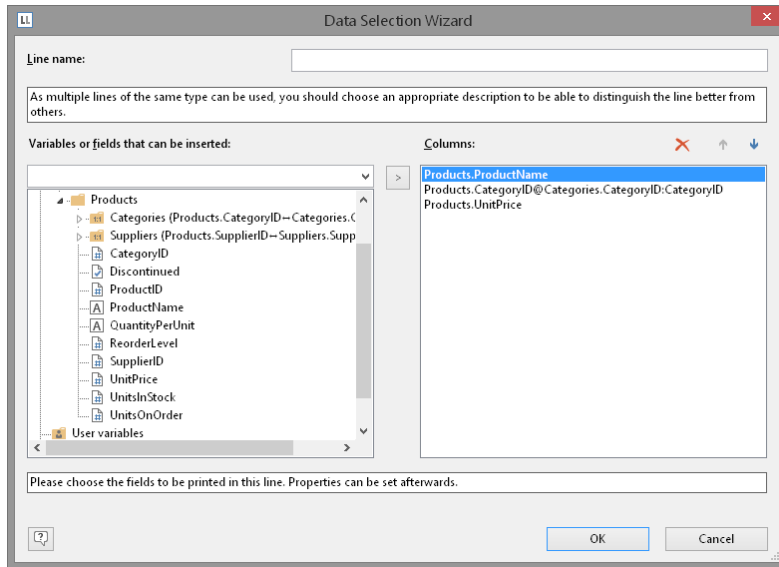 LL
Data Selection Wizard
Line name:
As multiple lines of the same type can be used, you should choose an appropriate description to be able to distinguish the line better from
others.
Variables or fields that can be inserted:
Columns:
Products
Categories {Products.CategoryID↔Categories.C
Suppliers {Products.SupplierID↔Suppliers.Supp
CategoryID
Discontinued
ProductID
ProductName
QuantityPerUnit
ReorderLevel
SupplierID
UnitPrice
UnitsInStock
UnitsOnOrder
User variables
Products.ProductName
Products.CategoryID@Categories.CategoryID:CategoryID
Products.UnitPrice
Please choose the fields to be printed in this line. Properties can be set afterwards.
OK
Cancel